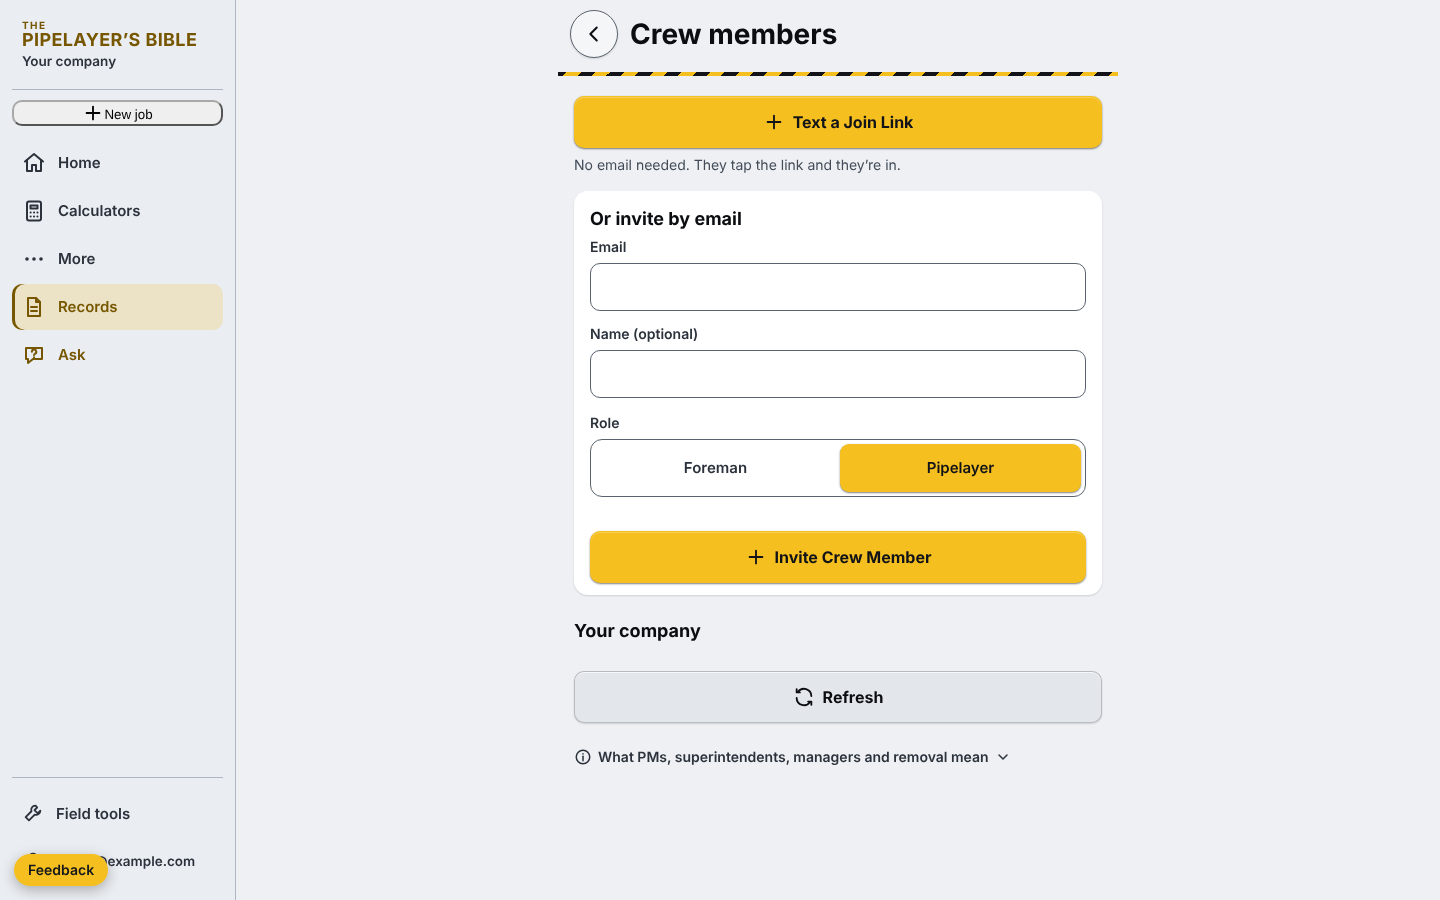 THE
PIPELAYER’S BIBLE
Your company
New job
Home
Calculators
More
Records
Ask
Field tools
@example.com
Feedback
Crew members
Text a Join Link
No email needed. They tap the link and they’re in.
Or invite by email
Email
Name (optional)
Role
Foreman
Pipelayer
Invite Crew Member
Your company
Refresh
What PMs, superintendents, managers and removal mean